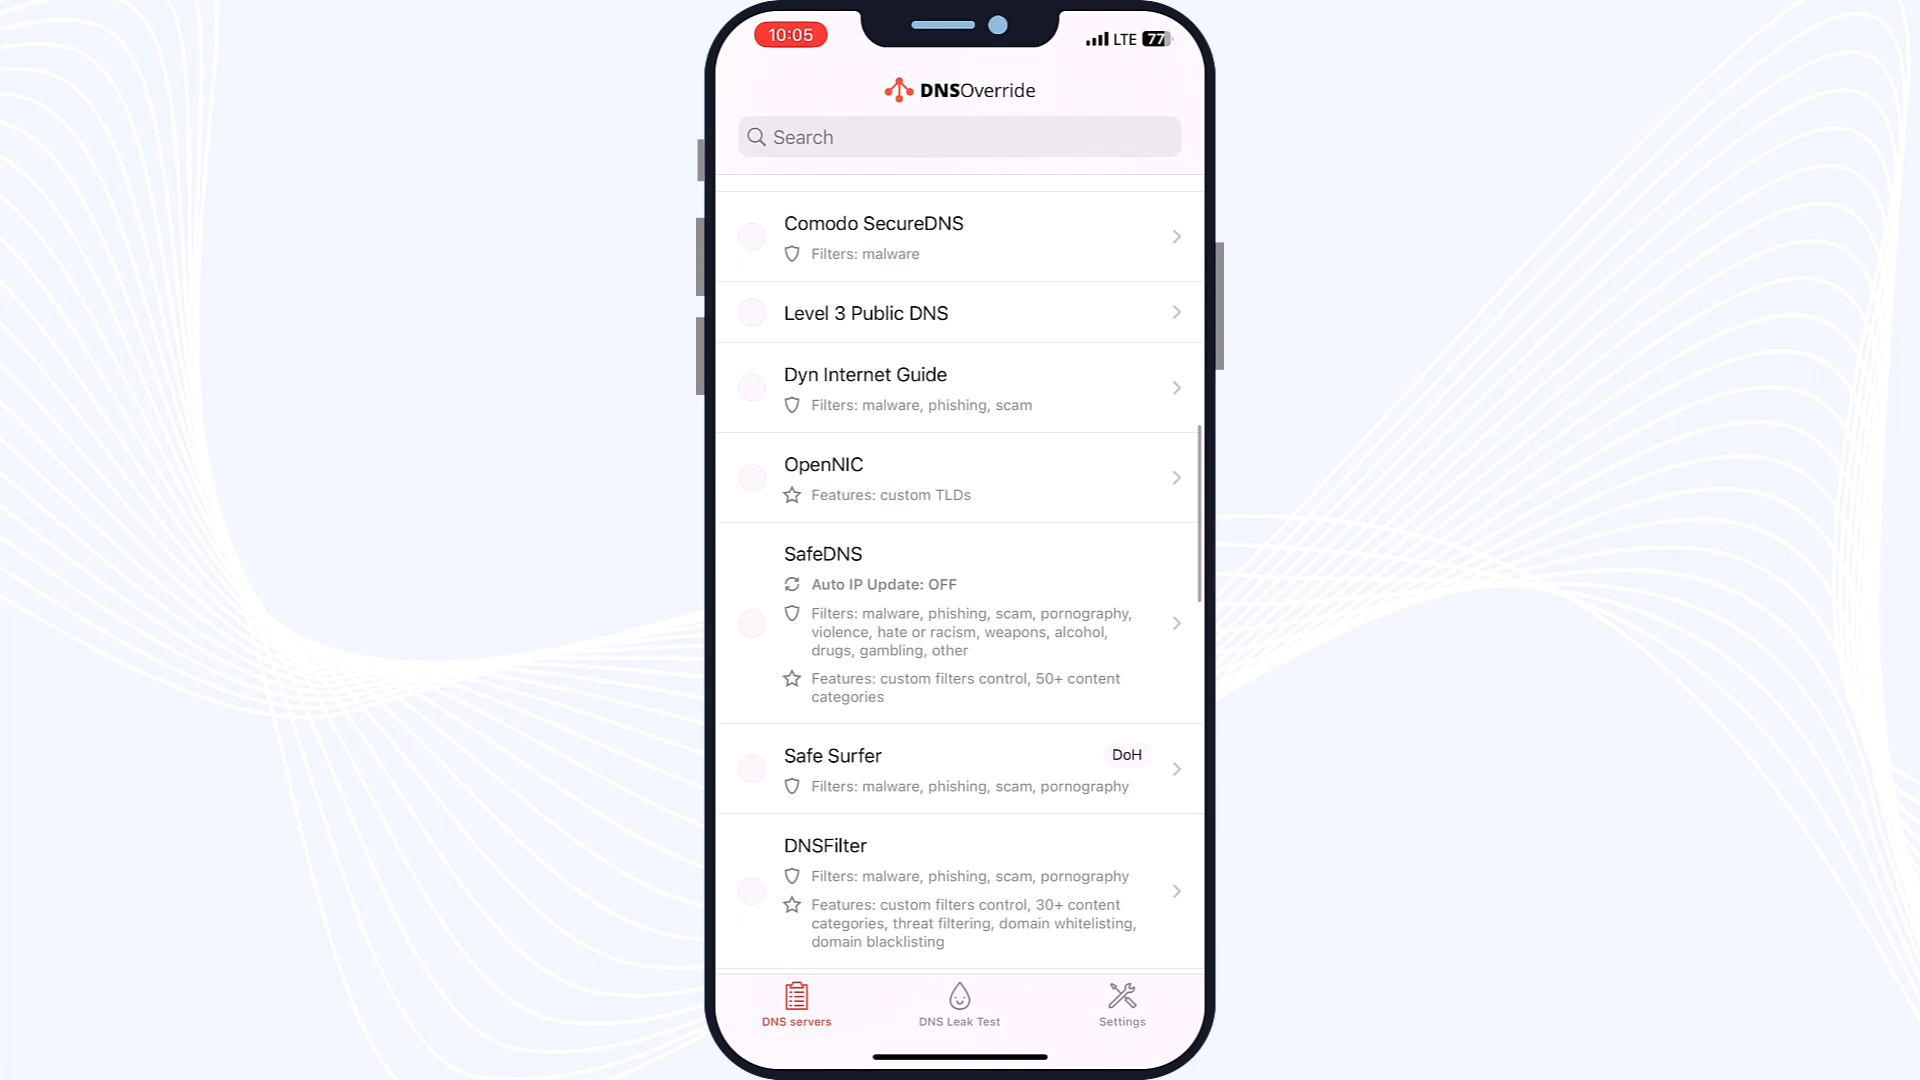 10:05
LTE 77
DNSOverride
Search
Comodo SecureDNS
Filters: malware
Level 3 Public DNS
Dyn Internet Guide
Filters: malware, phishing, scam
OpenNIC
Features: custom TLDs
SafeDNS
Auto IP Update: OFF
Filters: malware, phishing, scam, pornography,
violence, hate or racism, weapons, alcohol,
drugs, gambling, other
Features: custom filters control, 50+ content
categories
Safe Surfer DoH
Filters: malware, phishing, scam, pornography
DNSFilter
Filters: malware, phishing, scam, pornography
Features: custom filters control, 30+ content
categories, threat filtering, domain whitelisting,
domain blacklisting
DNS servers DNS Leak Test Settings